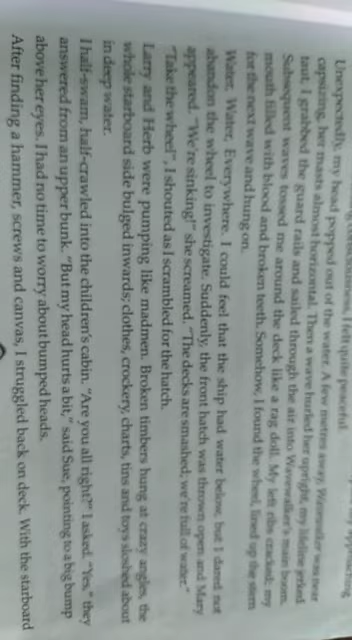 consciousness, I felt quite peaceful.
Unexpectedly, my head popped out of the water. A few metres away, Wavewalker was near
capsizing, her masts almost horizontal. Then a wave hurled her upright, my lifeline jerked
taut, I grabbed the guard rails and sailed through the air into Wavewalker's main boom.
Subsequent waves tossed me around the deck like a rag doll. My left ribs cracked; my
mouth filled with blood and broken teeth. Somehow, I found the wheel, lined up the stern
for the next wave and hung on.
Water, Water, Everywhere. I could feel that the ship had water below, but I dared not
abandon the wheel to investigate. Suddenly, the front hatch was thrown open and Mary
appeared. "We're sinking!" she screamed. "The decks are smashed; we're full of water."
"Take the wheel", I shouted as I scrambled for the hatch.
Larry and Herb were pumping like madmen. Broken timbers hung at crazy angles, the
whole starboard side bulged inwards; clothes, crockery, charts, tins and toys sloshed about
in deep water.
I half-swam, half-crawled into the children's cabin. "Are you all right?" I asked. "Yes," they
answered from an upper bunk. "But my head hurts a bit," said Sue, pointing to a big bump
above her eyes. I had no time to worry about bumped heads.
After finding a hammer, screws and canvas, I struggled back on deck. With the starboard